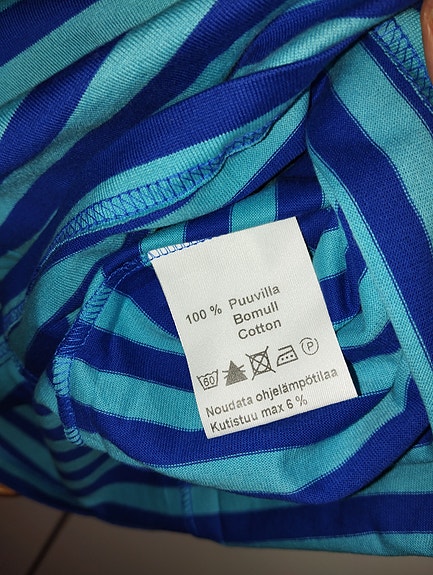 100 % Puuvilla
Bomull
Cotton
60 P
Noudata ohjelämpötilaa
Kutistuu max 6 %